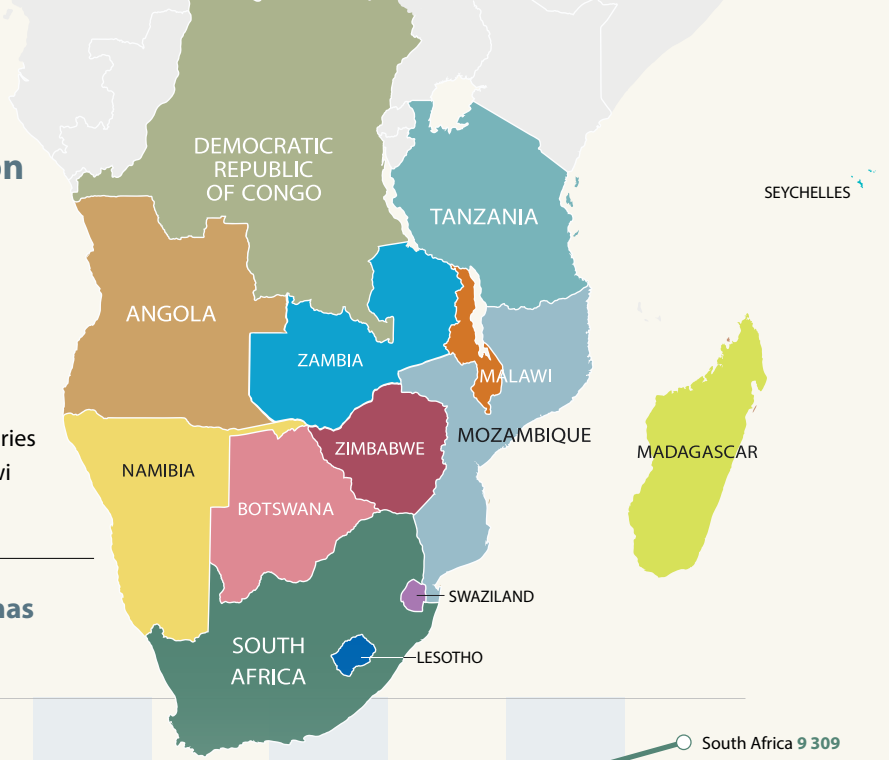 DEMOCRATIC
REPUBLIC
OF CONGO
SEYCHELLES
TANZANIA
ANGOLA
ZAMBIA
MALAWI
MOZAMBIQUE
ZIMBABWE
MADAGASCAR
NAMIBIA
BOTSWANA
SWAZILAND
SOUTH
AFRICA
LESOTHO
South Africa 9 309